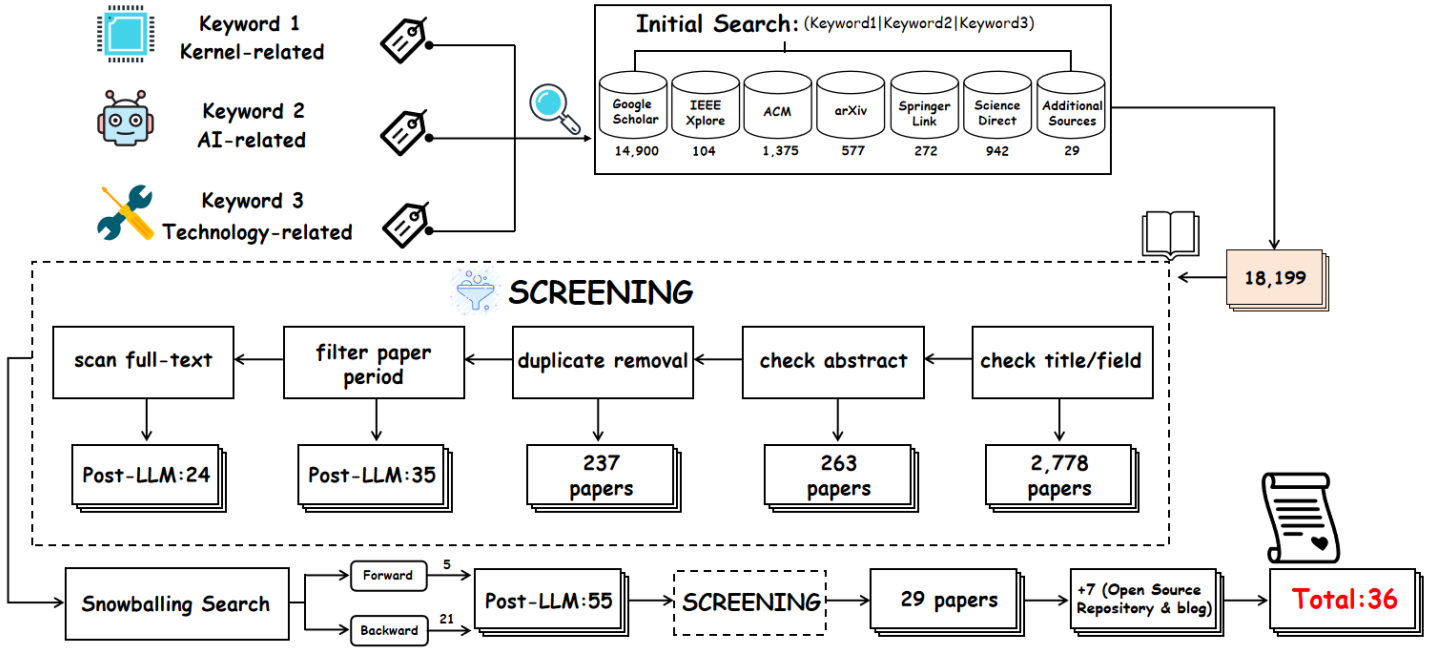 Keyword 1
Kernel-related
Keyword 2
AI-related
Keyword 3
Technology-related
Initial Search: (Keyword1|Keyword2|Keyword3)
Google
Scholar
14,900
IEEE
Xplore
104
ACM
1,375
arXiv
577
Springer
Link
272
Science
Direct
942
Additional
Sources
29
18,199
SCREENING
check title/field
2,778
papers
check abstract
263
papers
duplicate removal
237
papers
filter paper
period
Post-LLM:35
scan full-text
Post-LLM:24
Snowballing Search
Forward
5
Backward
21
Post-LLM:55
SCREENING
29 papers
+7 (Open Source
Repository & blog)
Total:36